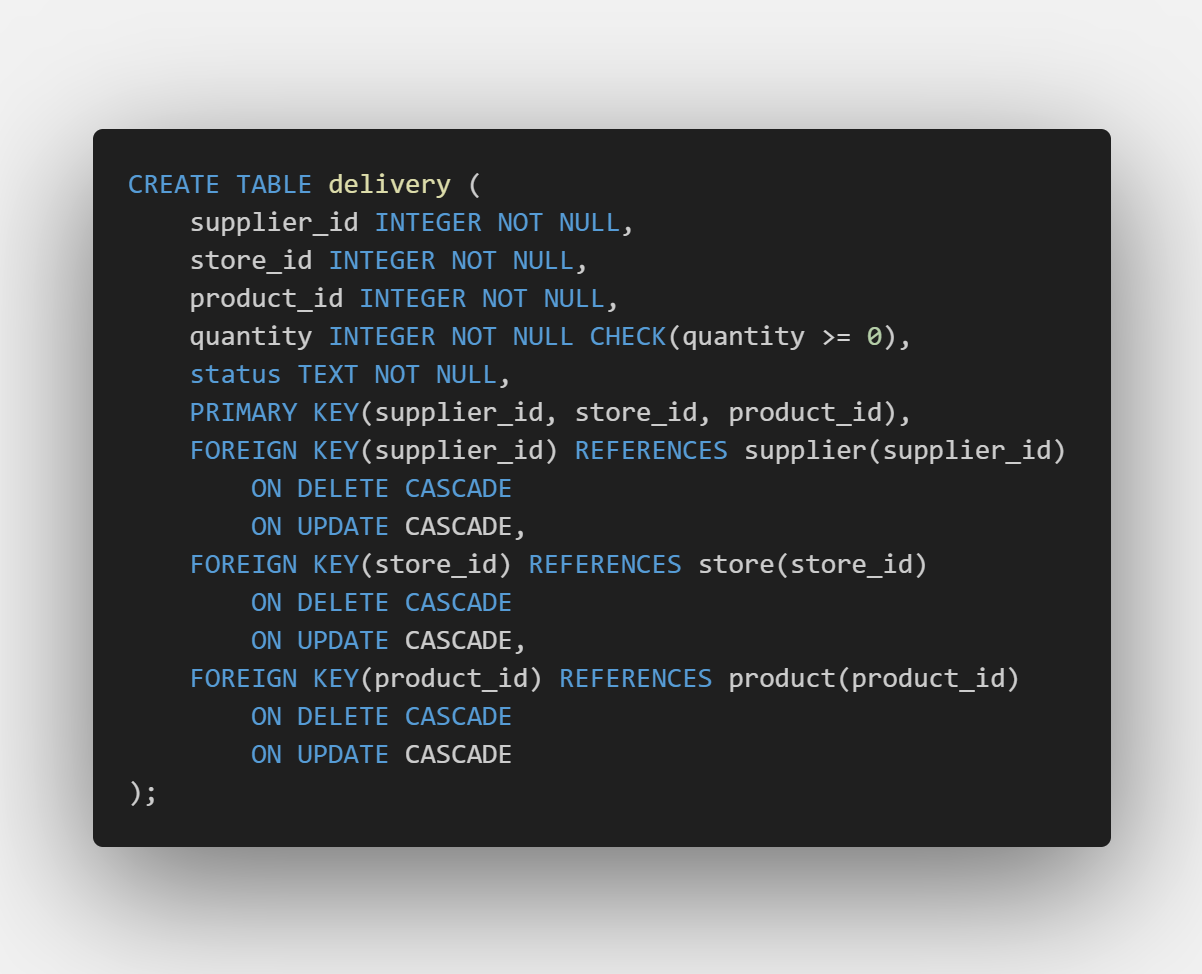 CREATE TABLE delivery (
    supplier_id INTEGER NOT NULL,
    store_id INTEGER NOT NULL,
    product_id INTEGER NOT NULL,
    quantity INTEGER NOT NULL CHECK(quantity >= 0),
    status TEXT NOT NULL,
    PRIMARY KEY(supplier_id, store_id, product_id),
    FOREIGN KEY(supplier_id) REFERENCES supplier(supplier_id)
        ON DELETE CASCADE
        ON UPDATE CASCADE,
    FOREIGN KEY(store_id) REFERENCES store(store_id)
        ON DELETE CASCADE
        ON UPDATE CASCADE,
    FOREIGN KEY(product_id) REFERENCES product(product_id)
        ON DELETE CASCADE
        ON UPDATE CASCADE
);